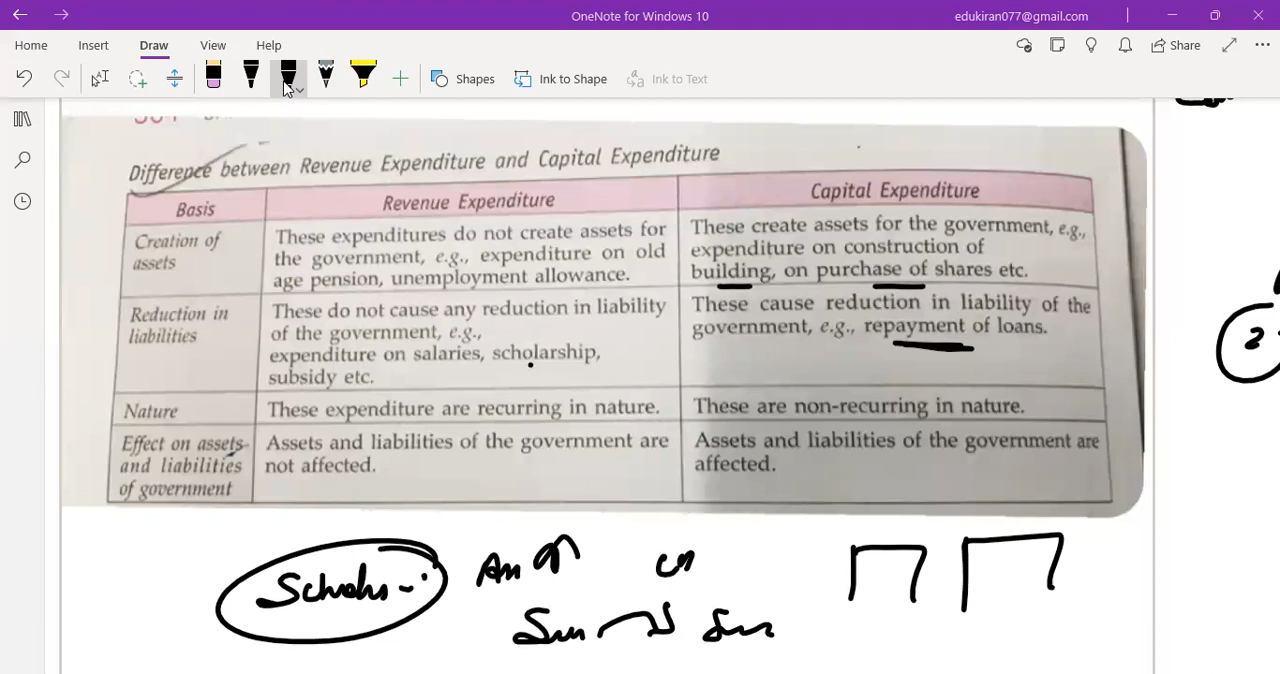 OneNote for Windows 10
edukiran077@gmail.com
Home Insert Draw View Help
Share
Shapes Ink to Shape Ink to Text
Difference between Revenue Expenditure and Capital Expenditure
Basis
Revenue Expenditure
Capital Expenditure
Creation of
assets
These expenditures do not create assets for
the government, e.g., expenditure on old
age pension, unemployment allowance.
These create assets for the government, e.g.,
expenditure on construction of
building, on purchase of shares etc.
Reduction in
liabilities
These do not cause any reduction in liability
of the government, e.g.,
expenditure on salaries, scholarship,
subsidy etc.
These cause reduction in liability of the
government, e.g., repayment of loans.
Nature
These expenditure are recurring in nature.
These are non-recurring in nature.
Effect on assets
and liabilities
of government
Assets and liabilities of the government are
not affected.
Assets and liabilities of the government are
affected.
2